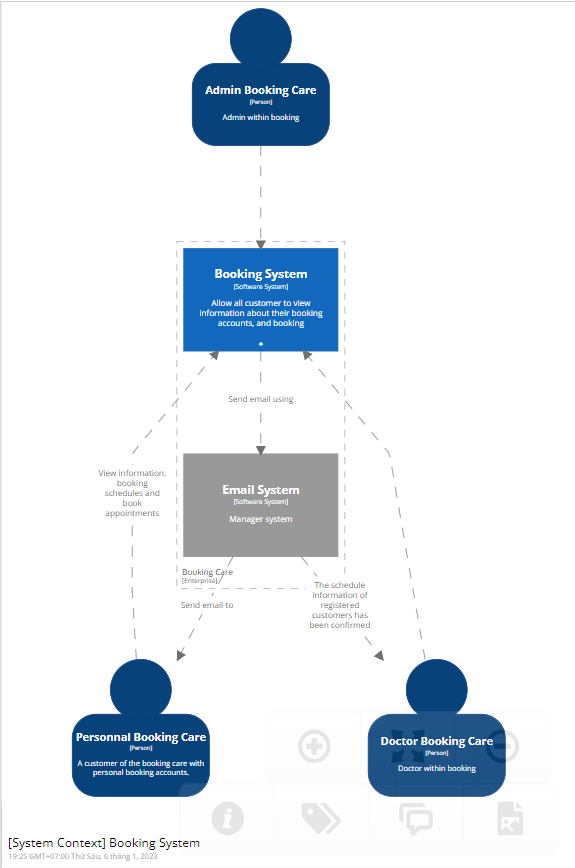 Admin Booking Care
[Person]
Admin within booking
Booking System
[Software System]
Allow all customer to view
information about their booking
accounts, and booking
+
Send email using
View information,
booking
schedules and
book
appointments
Email System
[Software System]
Manager system
Booking Care
[Enterprise]
Send email to
The schedule
information of
registered
customers has
been confirmed
Personnal Booking Care
[Person]
A customer of the booking care with
personal booking accounts.
Doctor Booking Care
[Person]
Doctor within booking
[System Context] Booking System
19:25 GMT+07:00 Thứ Sáu, 6 tháng 1, 2023